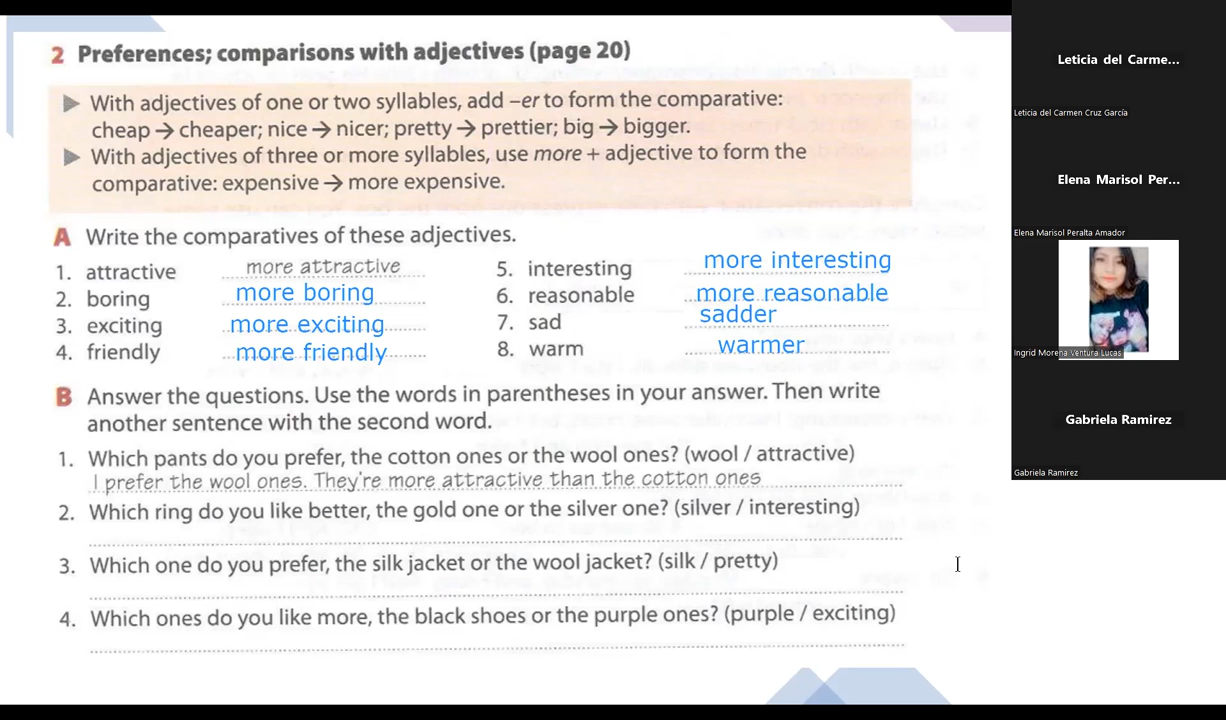 2 Preferences; comparisons with adjectives (page 20)
▶ With adjectives of one or two syllables, add –er to form the comparative:
cheap → cheaper; nice → nicer; pretty → prettier; big → bigger.
▶ With adjectives of three or more syllables, use more + adjective to form the
comparative: expensive → more expensive.
A Write the comparatives of these adjectives.
1. attractive more attractive
2. boring more boring
3. exciting more exciting
4. friendly more friendly
5. interesting more interesting
6. reasonable more reasonable
7. sad sadder
8. warm warmer
B Answer the questions. Use the words in parentheses in your answer. Then write
another sentence with the second word.
1. Which pants do you prefer, the cotton ones or the wool ones? (wool / attractive)
I prefer the wool ones. They're more attractive than the cotton ones
2. Which ring do you like better, the gold one or the silver one? (silver / interesting)
3. Which one do you prefer, the silk jacket or the wool jacket? (silk / pretty)
4. Which ones do you like more, the black shoes or the purple ones? (purple / exciting)
Leticia del Carme...
Leticia del Carmen Cruz García
Elena Marisol Per...
Elena Marisol Peralta Amador
Ingrid Morena Ventura Lucas
Gabriela Ramirez
Gabriela Ramirez